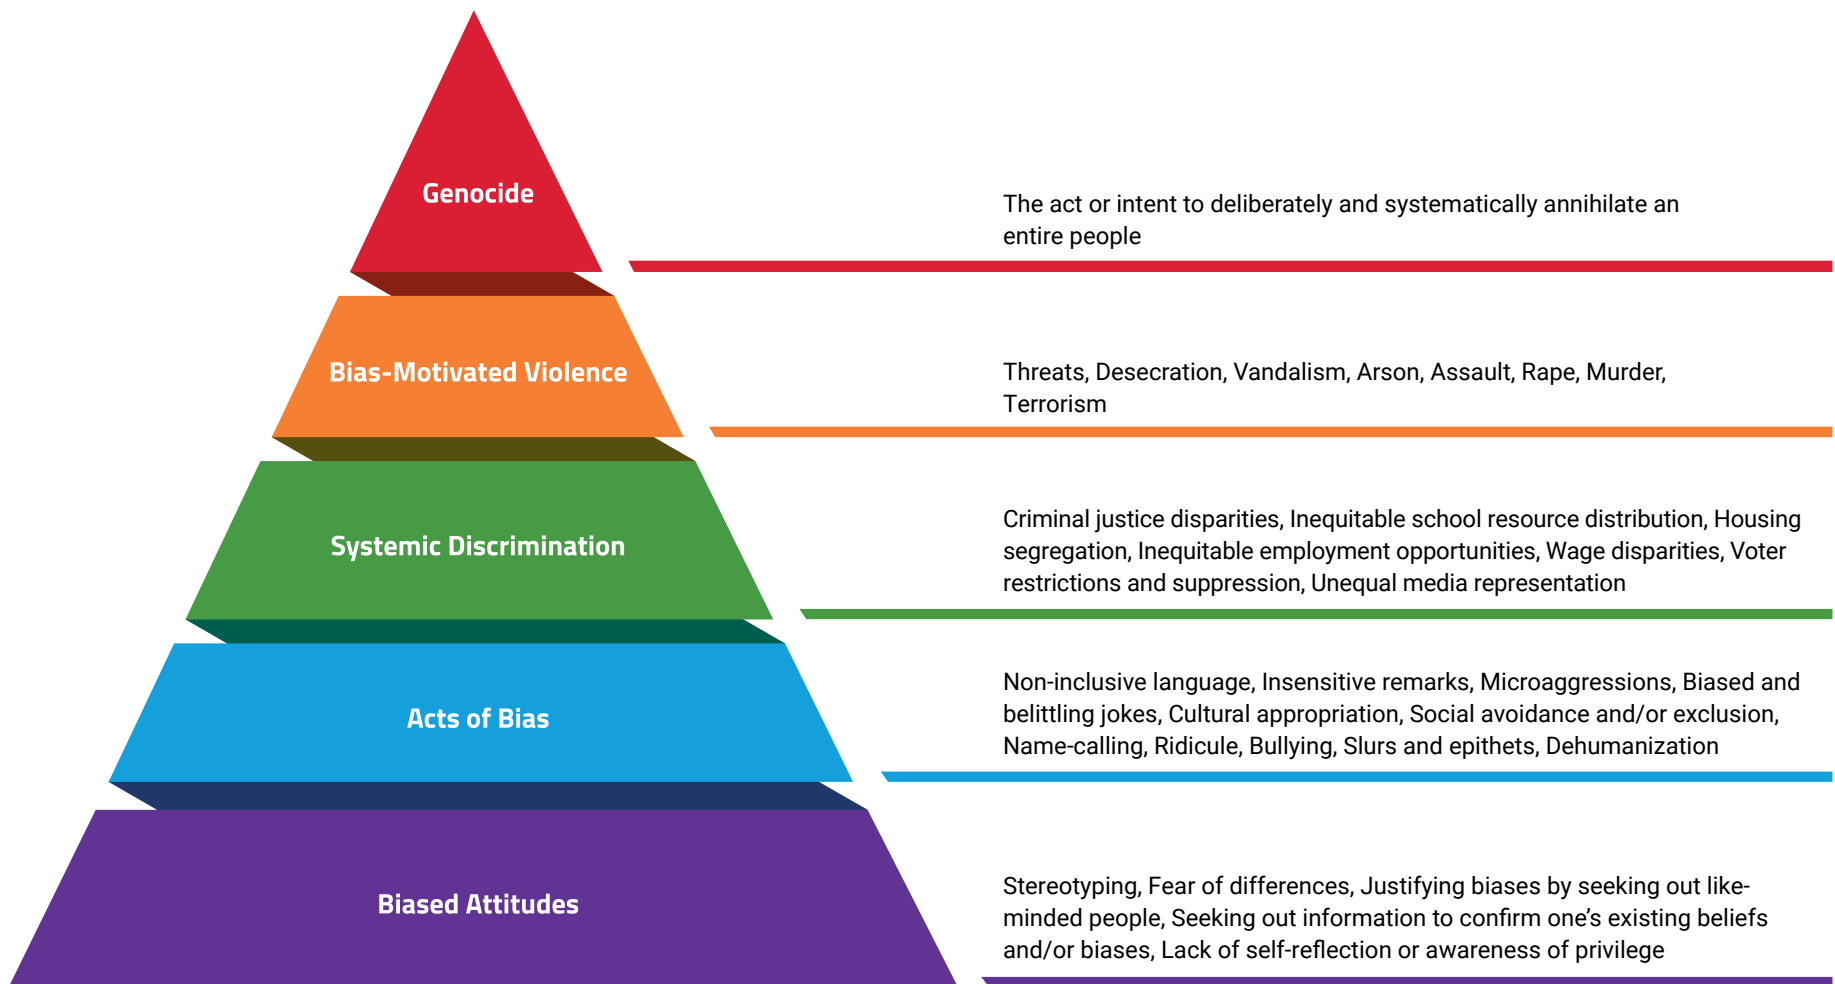 Genocide
The act or intent to deliberately and systematically annihilate an
entire people
Bias-Motivated Violence
Threats, Desecration, Vandalism, Arson, Assault, Rape, Murder,
Terrorism
Systemic Discrimination
Criminal justice disparities, Inequitable school resource distribution, Housing
segregation, Inequitable employment opportunities, Wage disparities, Voter
restrictions and suppression, Unequal media representation
Acts of Bias
Non-inclusive language, Insensitive remarks, Microaggressions, Biased and
belittling jokes, Cultural appropriation, Social avoidance and/or exclusion,
Name-calling, Ridicule, Bullying, Slurs and epithets, Dehumanization
Biased Attitudes
Stereotyping, Fear of differences, Justifying biases by seeking out like-
minded people, Seeking out information to confirm one’s existing beliefs
and/or biases, Lack of self-reflection or awareness of privilege